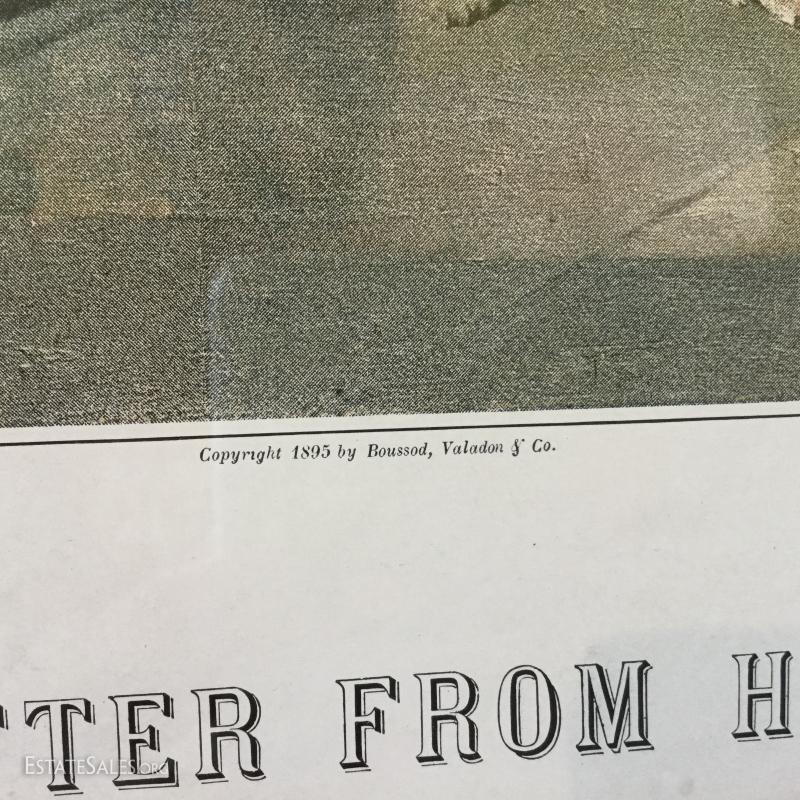 Copyright 1895 by Boussod, Valadon & Co.
TTER FROM H
ESTATESALES.ORG